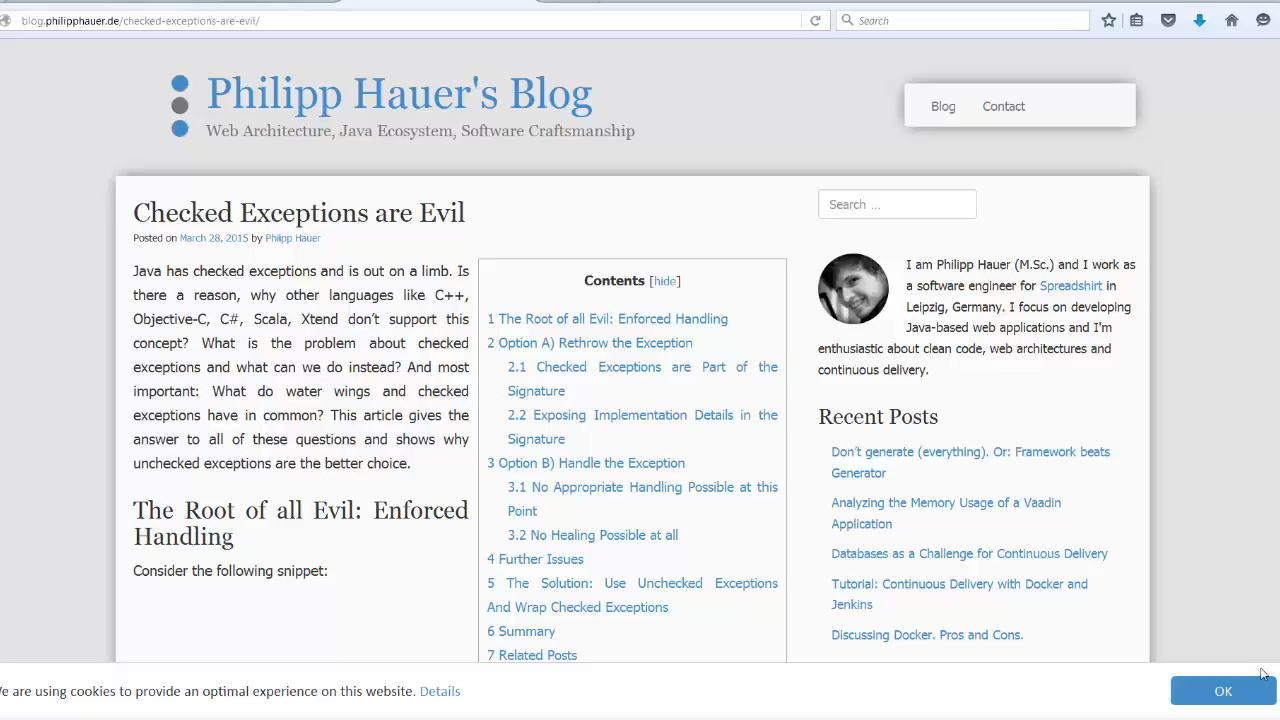 blog.philipphauer.de/checked-exceptions-are-evil/
Search
Philipp Hauer's Blog
Web Architecture, Java Ecosystem, Software Craftsmanship
Blog
Contact
Checked Exceptions are Evil
Posted on March 28, 2015 by Philipp Hauer
Java has checked exceptions and is out on a limb. Is
there a reason, why other languages like C++,
Objective-C, C#, Scala, Xtend don't support this
concept? What is the problem about checked
exceptions and what can we do instead? And most
important: What do water wings and checked
exceptions have in common? This article gives the
answer to all of these questions and shows why
unchecked exceptions are the better choice.
The Root of all Evil: Enforced
Handling
Consider the following snippet:
Contents [hide]
1 The Root of all Evil: Enforced Handling
2 Option A) Rethrow the Exception
2.1 Checked Exceptions are Part of the
Signature
2.2 Exposing Implementation Details in the
Signature
3 Option B) Handle the Exception
3.1 No Appropriate Handling Possible at this
Point
3.2 No Healing Possible at all
4 Further Issues
5 The Solution: Use Unchecked Exceptions
And Wrap Checked Exceptions
6 Summary
7 Related Posts
Search ...
I am Philipp Hauer (M.Sc.) and I work as
a software engineer for Spreadshirt in
Leipzig, Germany. I focus on developing
Java-based web applications and I'm
enthusiastic about clean code, web architectures and
continuous delivery.
Recent Posts
Don't generate (everything). Or: Framework beats
Generator
Analyzing the Memory Usage of a Vaadin
Application
Databases as a Challenge for Continuous Delivery
Tutorial: Continuous Delivery with Docker and
Jenkins
Discussing Docker. Pros and Cons.
e are using cookies to provide an optimal experience on this website. Details
OK